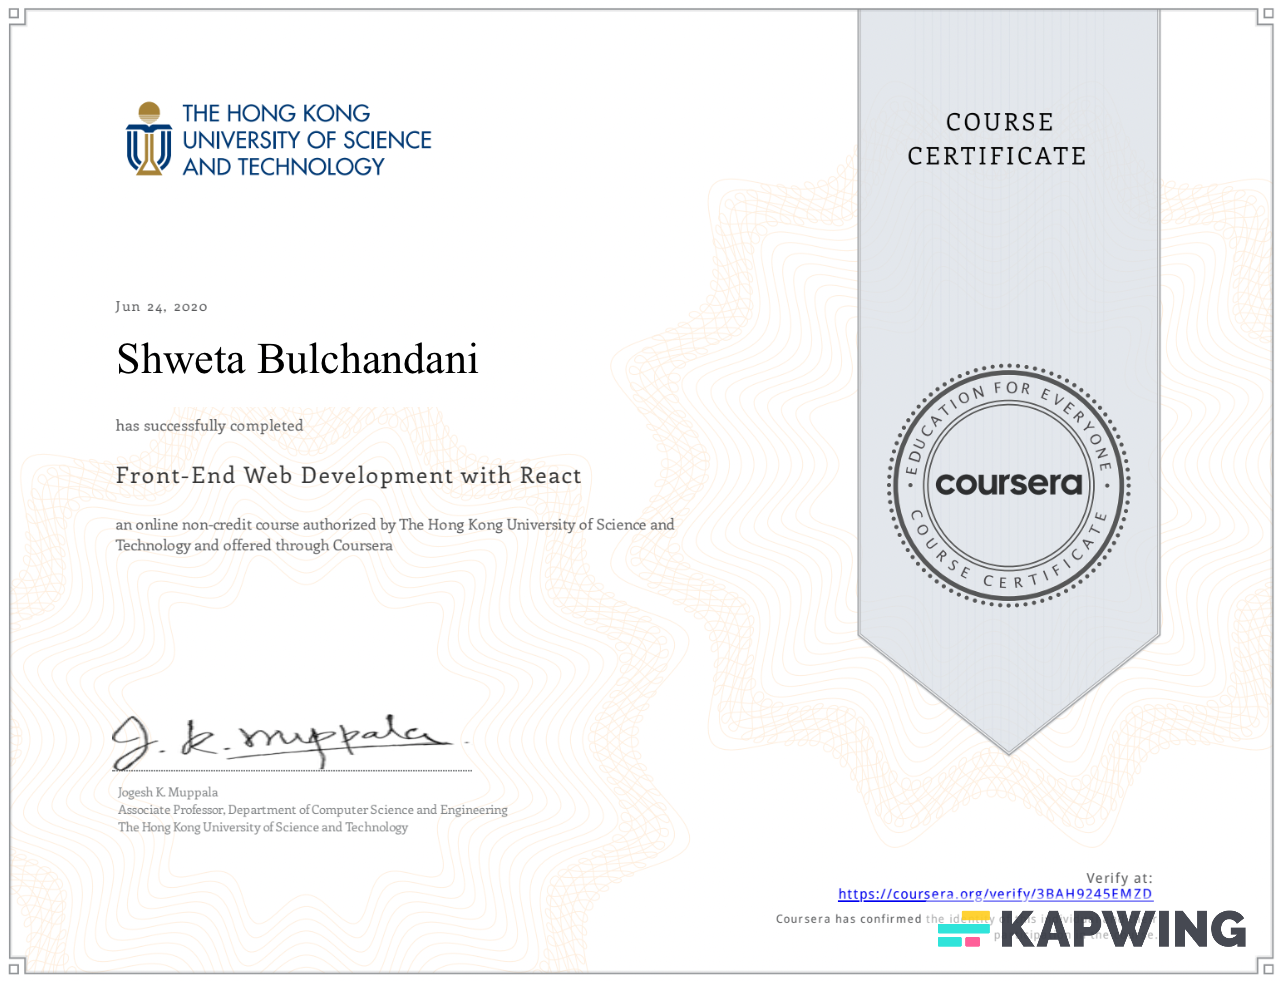 THE HONG KONG
UNIVERSITY OF SCIENCE
AND TECHNOLOGY
COURSE
CERTIFICATE
Jun 24, 2020
Shweta Bulchandani
has successfully completed
Front-End Web Development with React
an online non-credit course authorized by The Hong Kong University of Science and
Technology and offered through Coursera
EDUCATION FOR EVERYONE
coursera
COURSE CERTIFICATE
J. K. Muppala
Jogesh K. Muppala
Associate Professor, Department of Computer Science and Engineering
The Hong Kong University of Science and Technology
Verify at:
https://coursera.org/verify/3BAH9245EMZD
Coursera has confirmed the identity
KAPWING